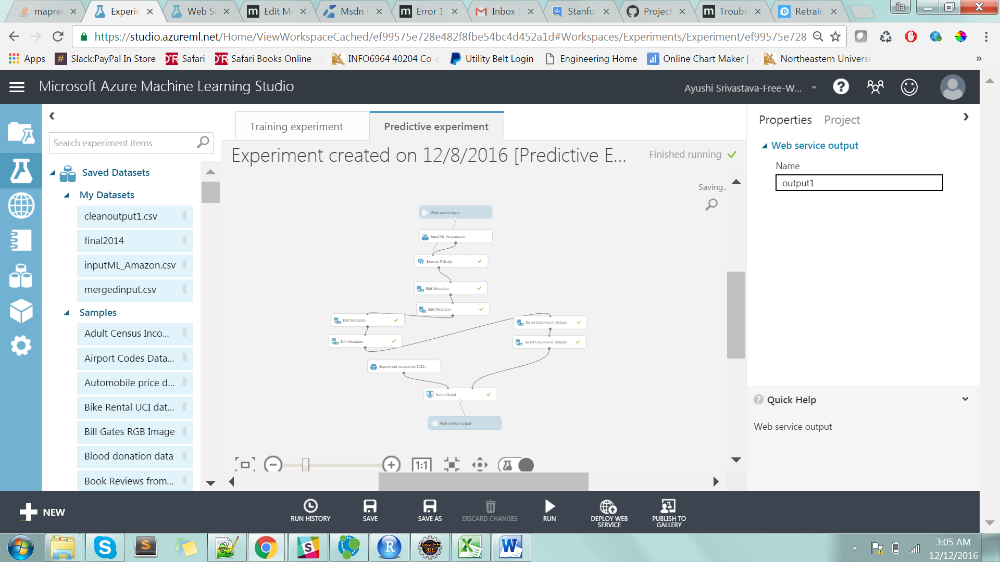 mapred
Experim
Web Se
Edit Me
Msdn f
Error 1
Inbox (
Stanfo
Project
Troubl
Retrain
ila
https://studio.azureml.net/Home/ViewWorkspaceCached/ef99575e728e482f8fbe54bc4d452a1d#Workspaces/Experiments/Experiment/ef99575e728
Apps
Slack:PayPal In Store
Safari
Safari Books Online -
INFO6964 40204 Co-c
Utility Belt Login
Engineering Home
Online Chart Maker |
Northeastern Universi
»
Microsoft Azure Machine Learning Studio
Ayushi Srivastava-Free-W...
Search experiment items
Saved Datasets
My Datasets
cleanoutput1.csv
final2014
inputML_Amazon.csv
mergedinput.csv
Samples
Adult Census Inco...
Airport Codes Data...
Automobile price d...
Bike Rental UCI dat...
Bill Gates RGB Image
Blood donation data
Book Reviews from...
Training experiment
Predictive experiment
Experiment created on 12/8/2016 [Predictive E...
Finished running
Saving..
Web service input
inputML_Amazon.csv
Execute R Script
Edit Metadata
Edit Metadata
Edit Metadata
Select Columns in Dataset
Edit Metadata
Select Columns in Dataset
Experiment created on 1282...
Score Model
Web service output
1:1
Properties
Project
Web service output
Name
output1
Quick Help
Web service output
NEW
RUN HISTORY
SAVE
SAVE AS
DISCARD CHANGES
RUN
DEPLOY WEB
SERVICE
PUBLISH TO
GALLERY
Java EE
IDE
3:05 AM
12/12/2016